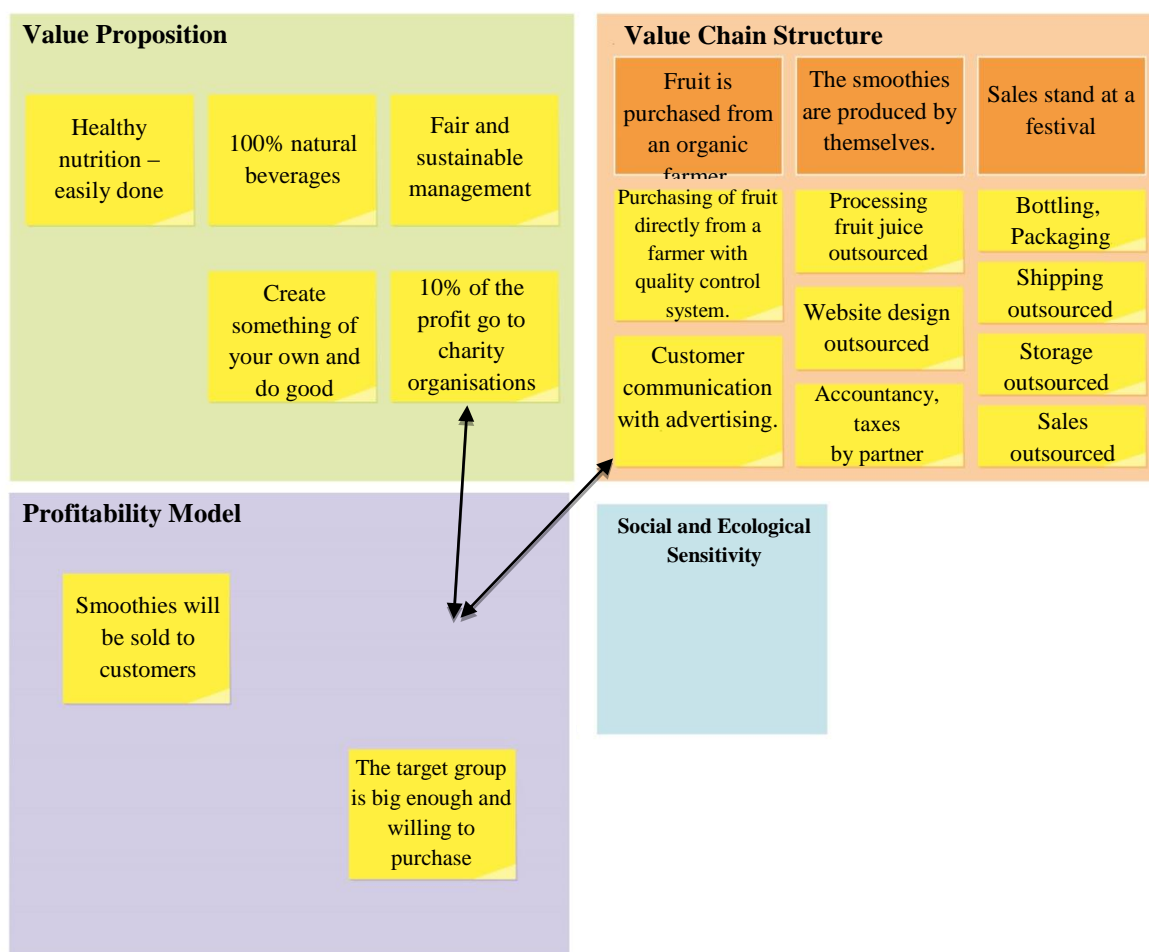 Value Proposition
Healthy
nutrition –
easily done
100% natural
beverages
Fair and
sustainable
management
Create
something of
your own and
do good
10% of the
profit go to
charity
organisations
Value Chain Structure
Fruit is
purchased from
an organic
farmer
The smoothies
are produced by
themselves.
Sales stand at a
festival
Purchasing of fruit
directly from a
farmer with
quality control
system.
Customer
communication
with advertising.
Processing
fruit juice
outsourced
Website design
outsourced
Accountancy,
taxes
by partner
Bottling,
Packaging
Shipping
outsourced
Storage
outsourced
Sales
outsourced
Profitability Model
Smoothies will
be sold to
customers
The target group
is big enough and
willing to
purchase
Social and Ecological
Sensitivity